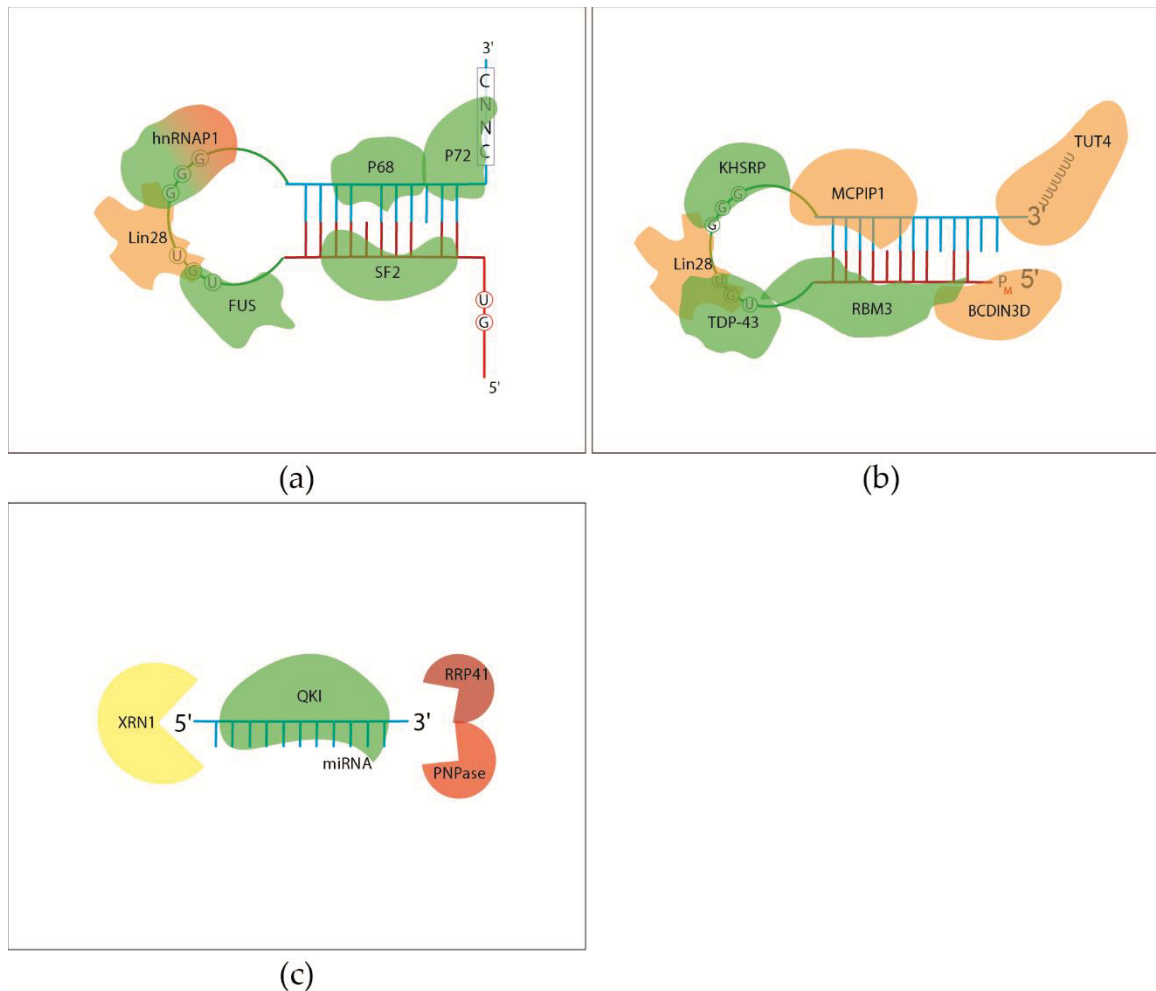 3'
C
N
N
C
hnRNAP1
G
G
G
P68
P72
Lin28
U
G
U
SF2
FUS
U
G
5'
(a)
TUT4
UUUUUUU
KHSRP
MCPIP1
G
G
G
3'
Lin28
U
G
U
TDP-43
RBM3
P
M
5'
BCDIN3D
(b)
RRP41
QKI
XRN1
5'
3'
miRNA
PNPase
(c)